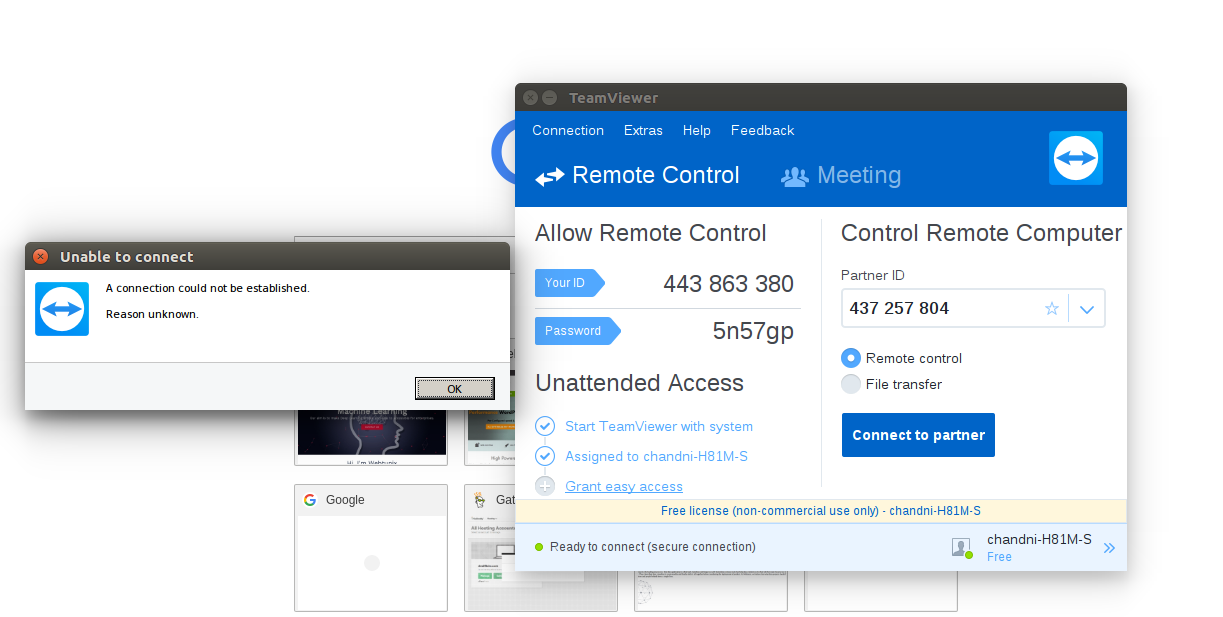 TeamViewer
Connection Extras Help Feedback
Remote Control Meeting
Allow Remote Control
Your ID 443 863 380
Password 5n57gp
Unattended Access
Start TeamViewer with system
Assigned to chandni-H81M-S
Grant easy access
Control Remote Computer
Partner ID
437 257 804
Remote control
File transfer
Connect to partner
Free license (non-commercial use only) - chandni-H81M-S
Ready to connect (secure connection)
chandni-H81M-S
Free
Unable to connect
A connection could not be established.
Reason unknown.
OK
Machine Learning
Google
Gat